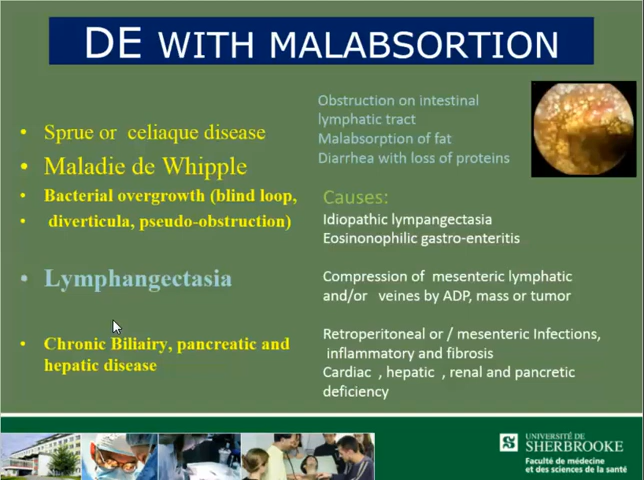 DE WITH MALABSORTION
• Sprue or celiaque disease
• Maladie de Whipple
• Bacterial overgrowth (blind loop,
• diverticula, pseudo-obstruction)
• Lymphangectasia
• Chronic Biliairy, pancreatic and
hepatic disease
Obstruction on intestinal
lymphatic tract
Malabsorption of fat
Diarrhea with loss of proteins
Causes:
Idiopathic lympangectasia
Eosinonophilic gastro-enteritis
Compression of mesenteric lymphatic
and/or veines by ADP, mass or tumor
Retroperitoneal or / mesenteric Infections,
inflammatory and fibrosis
Cardiac , hepatic , renal and pancretic
deficiency
UNIVERSITÉ DE
SHERBROOKE
Faculté de médecine
et des sciences de la santé